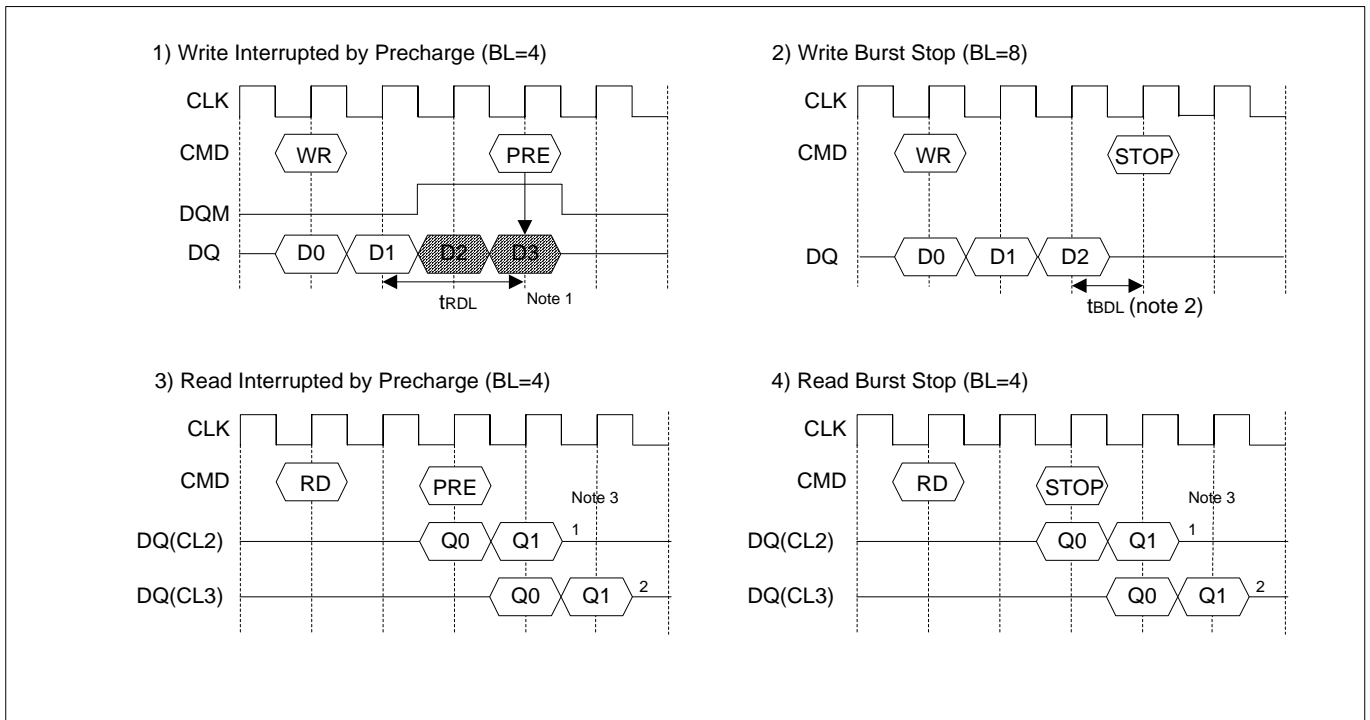 1) Write Interrupted by Precharge (BL=4)
CLK
CMD WR PRE
DQM
DQ D0 D1 D2 D3
tRDL Note 1
2) Write Burst Stop (BL=8)
CLK
CMD WR STOP
DQ D0 D1 D2
tBDL (note 2)
3) Read Interrupted by Precharge (BL=4)
CLK
CMD RD PRE
Note 3
DQ(CL2) Q0 Q1 1
DQ(CL3) Q0 Q1 2
4) Read Burst Stop (BL=4)
CLK
CMD RD STOP
Note 3
DQ(CL2) Q0 Q1 1
DQ(CL3) Q0 Q1 2